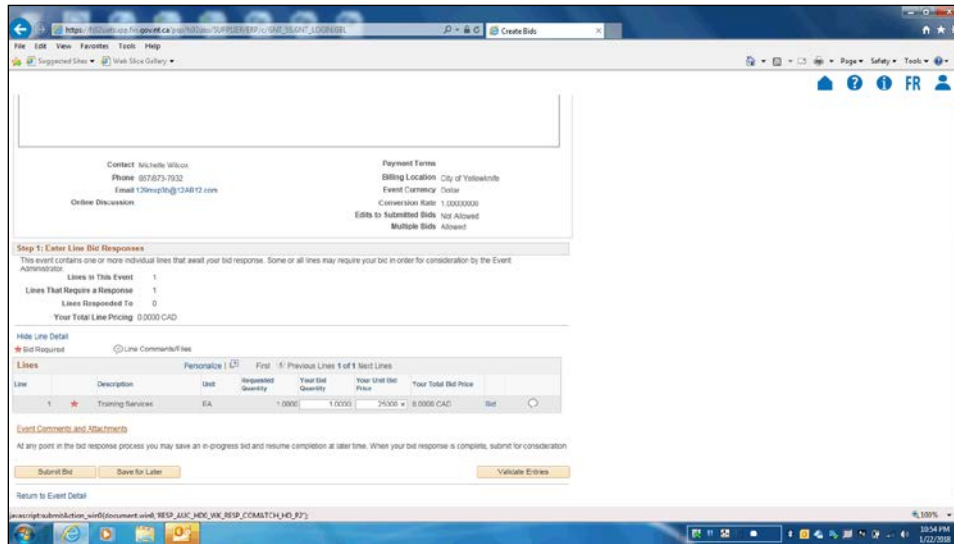 Create Bids
File Edit View Favorites Tools Help
Suggested Sites Web Slice Gallery
Page Safety Tools
FR
Contact Michelle Wilcox
Phone 867/873-7932
Email
Online Discussion
Payment Terms
Billing Location City of Yellowknife
Event Currency Dollar
Conversion Rate 1.00000000
Edits to Submitted Bids Not Allowed
Multiple Bids Allowed
Step 1: Enter Line Bid Responses
This event contains one or more individual lines that await your bid response. Some or all lines may require your bid in order for consideration by the Event
Administrator.
Lines in This Event 1
Lines That Require a Response 1
Lines Responded To 0
Your Total Line Pricing 0.0000 CAD
Hide Line Detail
Bid Required Line Comments/Files
Lines Personalize | First Previous Lines 1 of 1 Next Lines
Line Description Unit Requested Quantity Your Bid Quantity Your Unit Bid Price Your Total Bid Price
1 Training Services EA 1.0000 1.0000 25000 0.0000 CAD Bid
Event Comments and Attachments
At any point in the bid response process you may save an in-progress bid and resume completion at later time. When your bid response is complete, submit for consideration
Submit Bid Save for Later Validate Entries
Return to Event Detail
100%
10:54 PM
1/22/2018